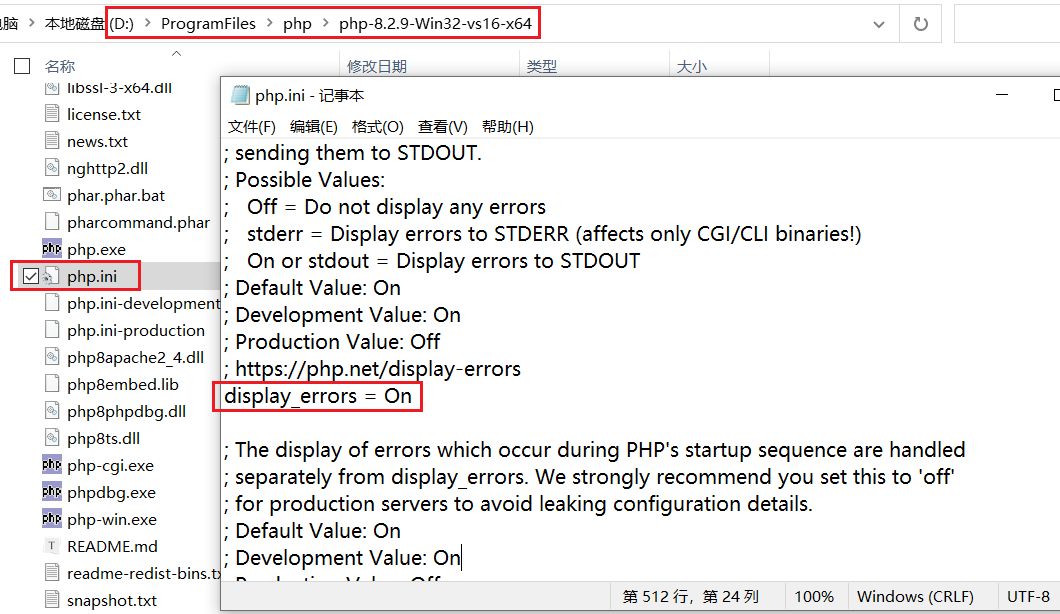 脑 > 本地磁盘 (D:) > ProgramFiles > php > php-8.2.9-Win32-vs16-x64
名称 修改日期 类型 大小
libssl-3-x64.dll
license.txt
news.txt
nghttp2.dll
phar.phar.bat
pharcommand.phar
php.exe
php.ini
php.ini-development
php.ini-production
php8apache2_4.dll
php8embed.lib
php8phpdbg.dll
php8ts.dll
php-cgi.exe
phpdbg.exe
php-win.exe
README.md
readme-redist-bins.tx
snapshot.txt
php.ini - 记事本
文件(F) 编辑(E) 格式(O) 查看(V) 帮助(H)
; sending them to STDOUT.
; Possible Values:
;   Off = Do not display any errors
;   stderr = Display errors to STDERR (affects only CGI/CLI binaries!)
;   On or stdout = Display errors to STDOUT
; Default Value: On
; Development Value: On
; Production Value: Off
; https://php.net/display-errors
display_errors = On
; The display of errors which occur during PHP's startup sequence are handled
; separately from display_errors. We strongly recommend you set this to 'off'
; for production servers to avoid leaking configuration details.
; Default Value: On
; Development Value: On
; Production Value: Off
第 512 行，第 24 列 100% Windows (CRLF) UTF-8